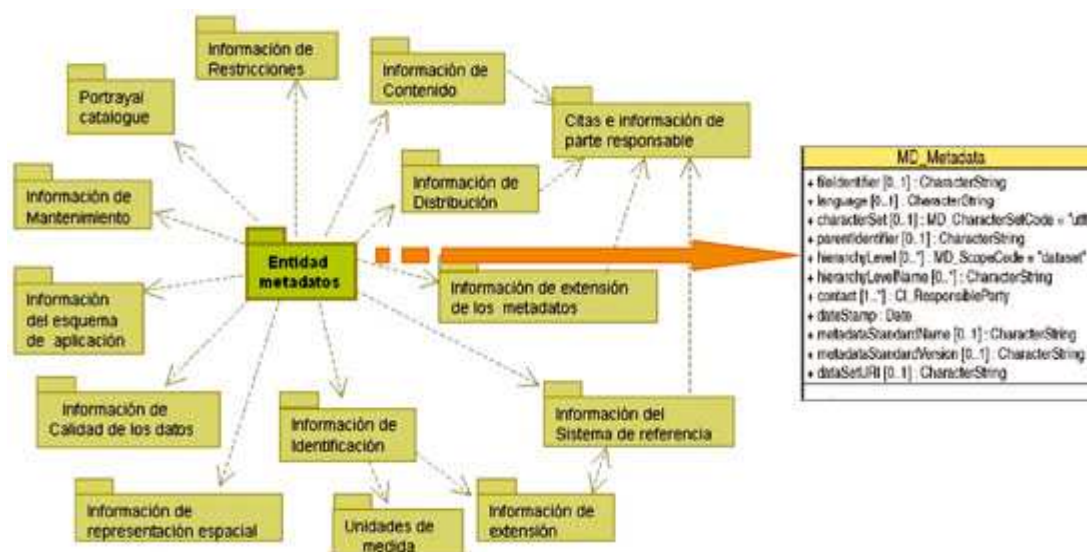 Información de
Restricciones
Información de
Contenido
Portrayal
catalogue
Citas e información de
parte responsable
Información de
Mantenimiento
Información de
Distribución
Entidad
metadatos
Información de extensión
de los metadatos
Información
del esquema
de aplicación
Información de
Calidad de los datos
Información de
Identificación
Información del
Sistema de referencia
Información de
representación espacial
Unidades de
medida
Información de
extensión
MD_Metadata
+ fileIdentifier [0..1] : CharacterString
+ language [0..1] : CharacterString
+ characterSet [0..1] : MD_CharacterSetCode = "utf
+ parentIdentifier [0..1] : CharacterString
+ hierarchyLevel [0..*] : MD_ScopeCode = "dataset"
+ hierarchyLevelName [0..*] : CharacterString
+ contact [1..*] : CI_ResponsibleParty
+ dateStamp : Date
+ metadataStandardName [0..1] : CharacterString
+ metadataStandardVersion [0..1] : CharacterString
+ dataSetURI [0..1] : CharacterString